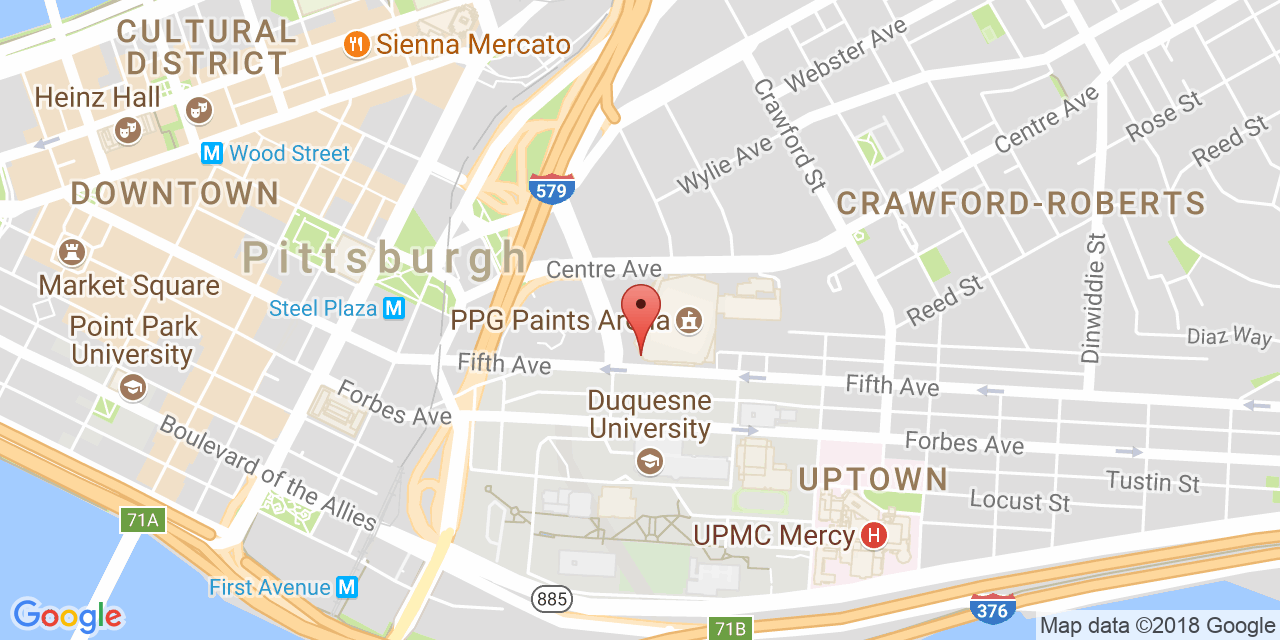 CULTURAL
DISTRICT
Sienna Mercato
Webster Ave
Heinz Hall
Crawford St
Centre Ave
Rose St
Reed St
M Wood Street
Wylie Ave
DOWNTOWN
579
CRAWFORD-ROBERTS
Pittsburgh
Centre Ave
Market Square
Steel Plaza M
Reed St
Dinwiddie St
PPG Paints Arena
Point Park
University
Diaz Way
Fifth Ave
Fifth Ave
Forbes Ave
Duquesne
University
Forbes Ave
Boulevard of the Allies
UPTOWN
Tustin St
Locust St
71A
UPMC Mercy H
First Avenue M
885
376
Google
71B
Map data ©2018 Google